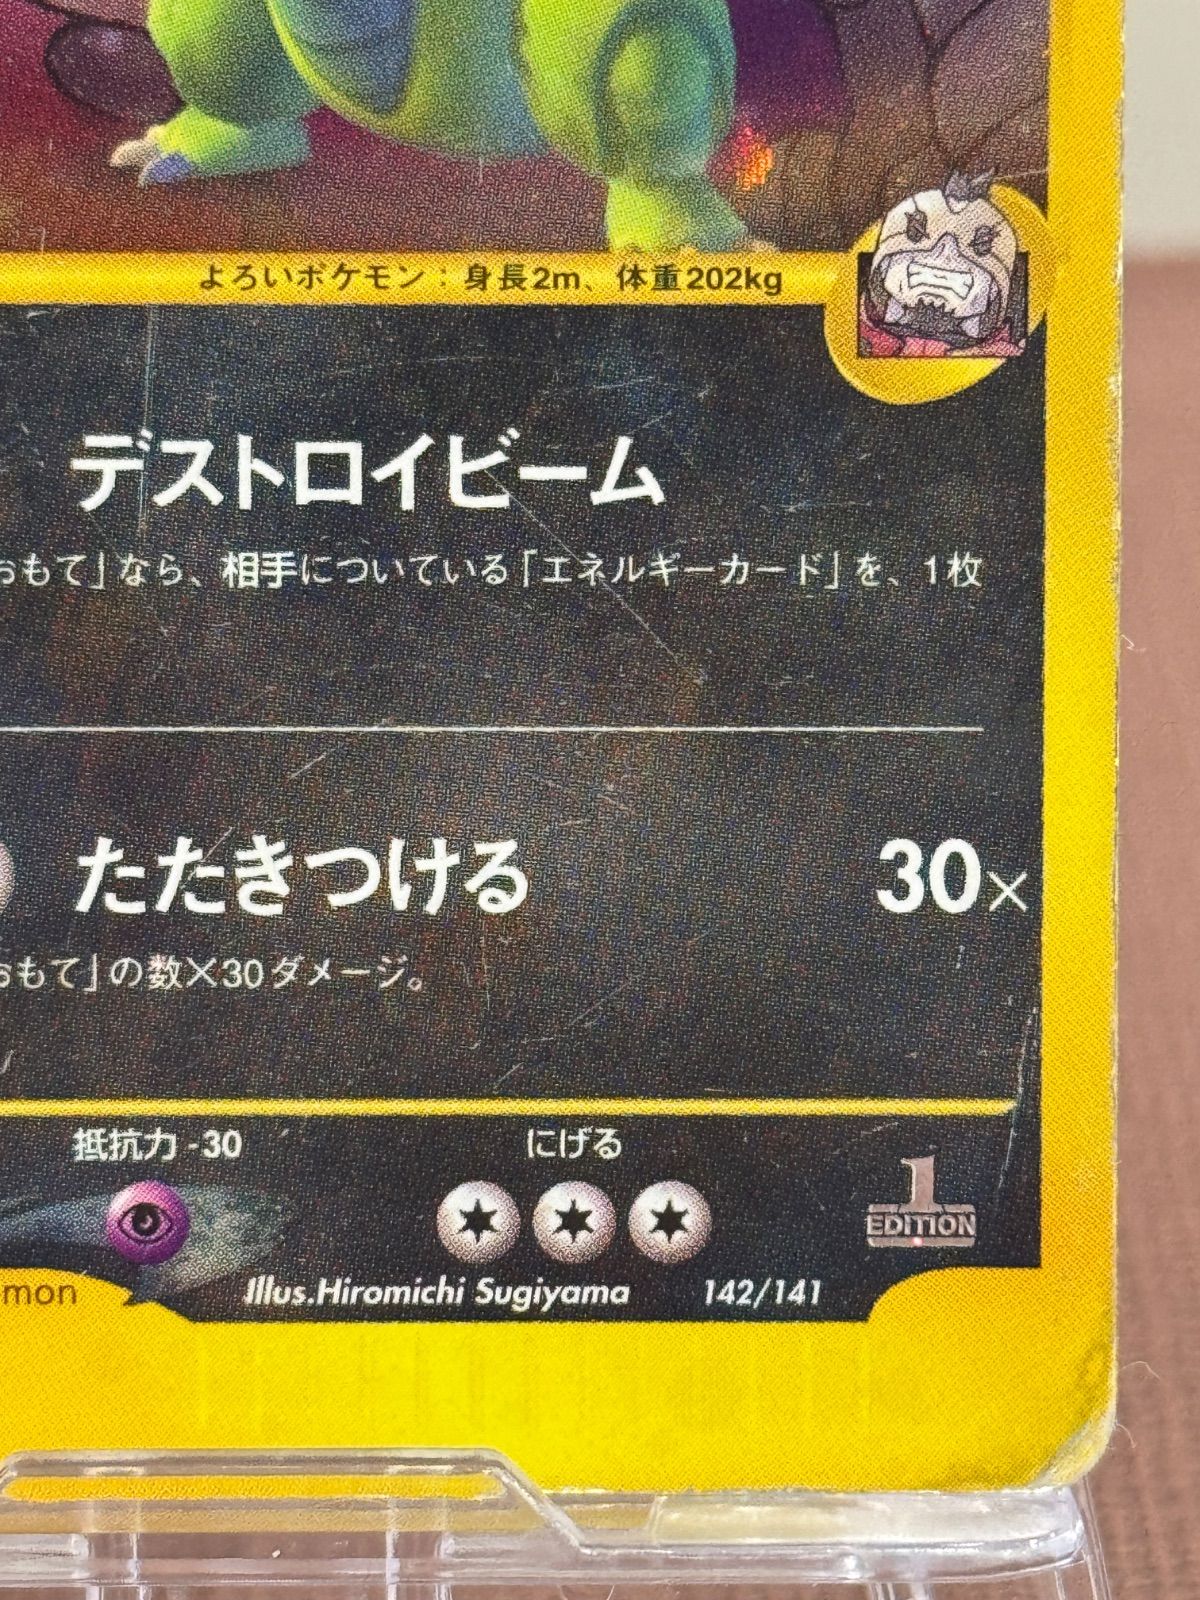 よろいポケモン：身長2m、体重202kg
デストロイビーム
おもて」なら、相手についている「エネルギーカード」を、1枚
たたきつける 30×
おもて」の数×30ダメージ。
抵抗力 -30 にげる
1 EDITION
mon Illus.Hiromichi Sugiyama 142/141